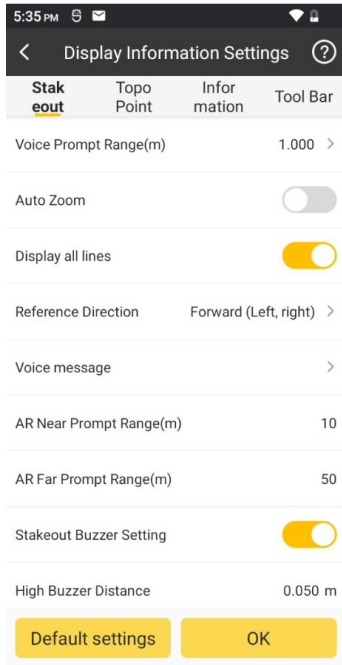 5:35 PM
Display Information Settings ?
Stak
eout
Topo
Point
Infor
mation
Tool Bar
Voice Prompt Range(m) 1.000
Auto Zoom
Display all lines
Reference Direction Forward (Left, right)
Voice message
AR Near Prompt Range(m) 10
AR Far Prompt Range(m) 50
Stakeout Buzzer Setting
High Buzzer Distance 0.050 m
Default settings OK